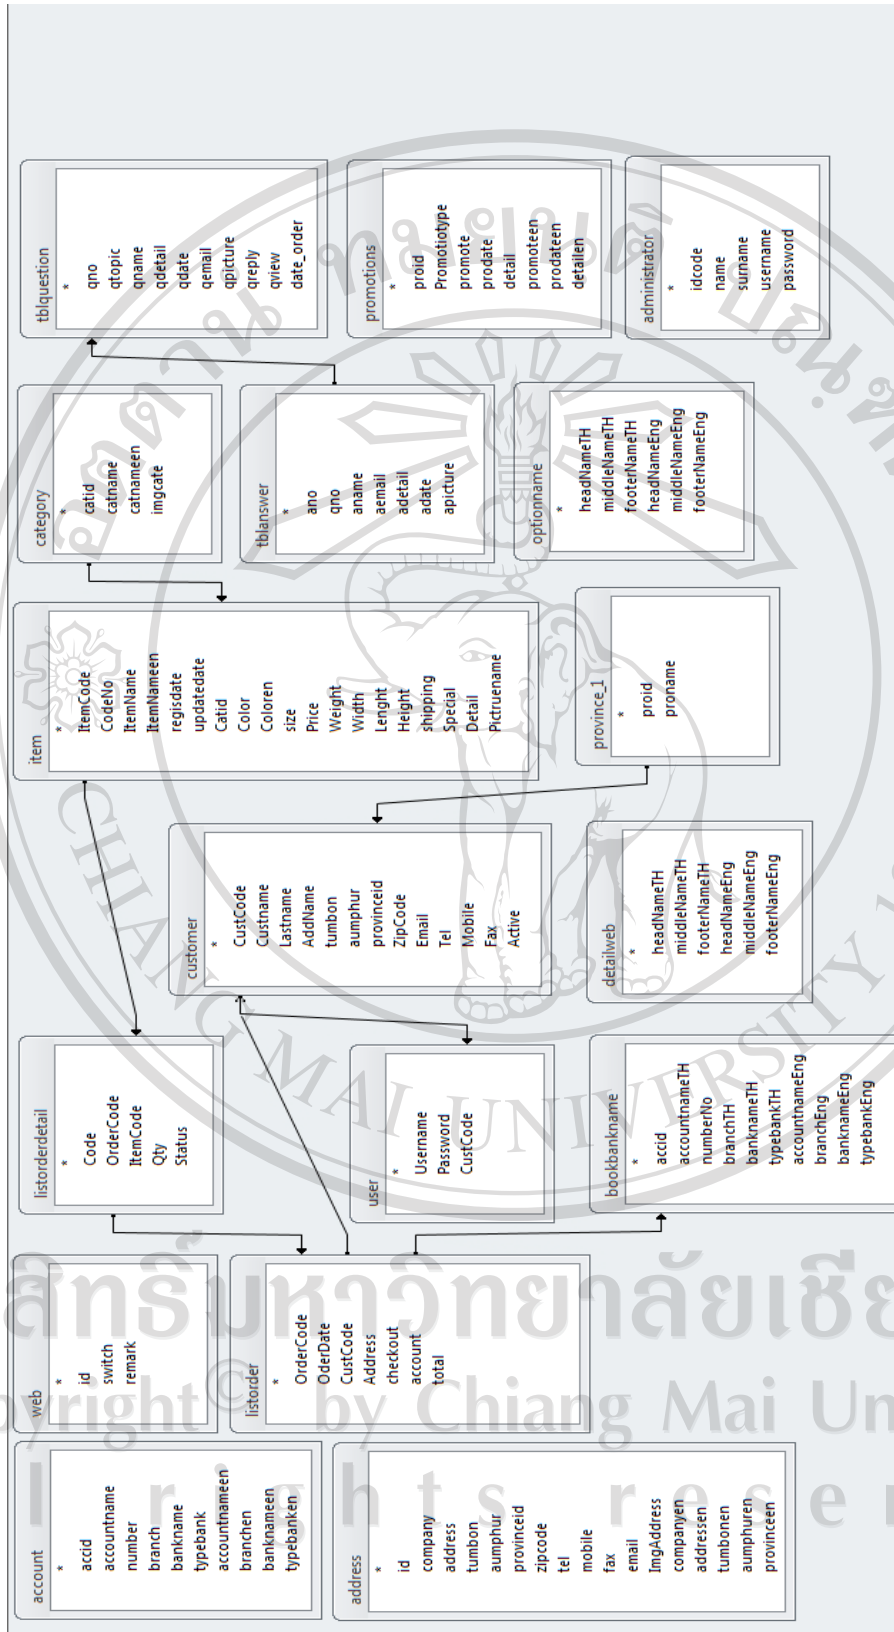 account
*
accid
accountname
number
branch
bankname
typebank
accountnameen
branchen
banknameen
typebanken
address
*
id
company
address
tumbon
aumphur
provinceid
zipcode
tel
mobile
fax
email
ImgAddress
companyen
addressen
tumbonen
aumphuren
provinceen
web
*
id
switch
remark
listorder
*
OrderCode
OderDate
CustCode
Address
checkout
account
total
listorderdetail
*
Code
OrderCode
ItemCode
Qty
Status
user
*
Username
Password
CustCode
bookbankname
*
accid
accountnameTH
numberNo
branchTH
banknameTH
typebankTH
accountnameEng
branchEng
banknameEng
typebankEng
customer
*
CustCode
Custname
Lastname
AddName
tumbon
aumphur
provinceid
ZipCode
Email
Tel
Mobile
Fax
Active
detailweb
*
headNameTH
middleNameTH
footerNameTH
headNameEng
middleNameEng
footerNameEng
item
*
ItemCode
CodeNo
ItemName
ItemNameen
regisdate
updatedate
Catid
Color
Coloren
size
Price
Weight
Width
Lenght
Height
shipping
Special
Detail
Pictruename
province_1
*
proid
proname
category
*
catid
catname
catnameen
imgcate
tblanswer
*
ano
qno
aname
aemail
adetail
adate
apicture
optionname
*
headNameTH
middleNameTH
footerNameTH
headNameEng
middleNameEng
footerNameEng
tblquestion
*
qno
qtopic
qname
qdetail
qdate
qemail
qpicture
qreply
qview
date_order
promotions
*
proid
Promotiotype
promote
prodate
detail
promoteen
prodateen
detailen
administrator
*
idcode
name
surname
username
password
CHIANG MAI UNIVERSITY
สิทธิ์มหาวิทยาลัยเชีย
pyright© by Chiang Mai Un
l rights reser